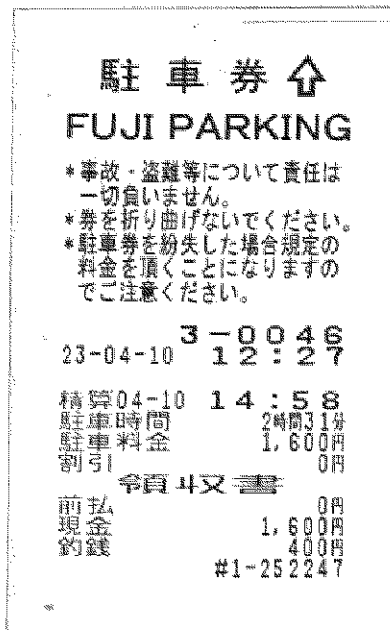 駐車券⇧
FUJI PARKING
*事故・盗難等について責任は
一切負いません。
*券を折り曲げないでください。
*駐車券を紛失した場合規定の
料金を頂くことになりますの
でご注意ください。
3-0046
23-04-10 12:27
精算04-10 14:58
駐車時間 2時間31分
駐車料金 1,600円
割引 0円
領収書
前払 0円
現金 1,600円
釣銭 400円
#1-252247